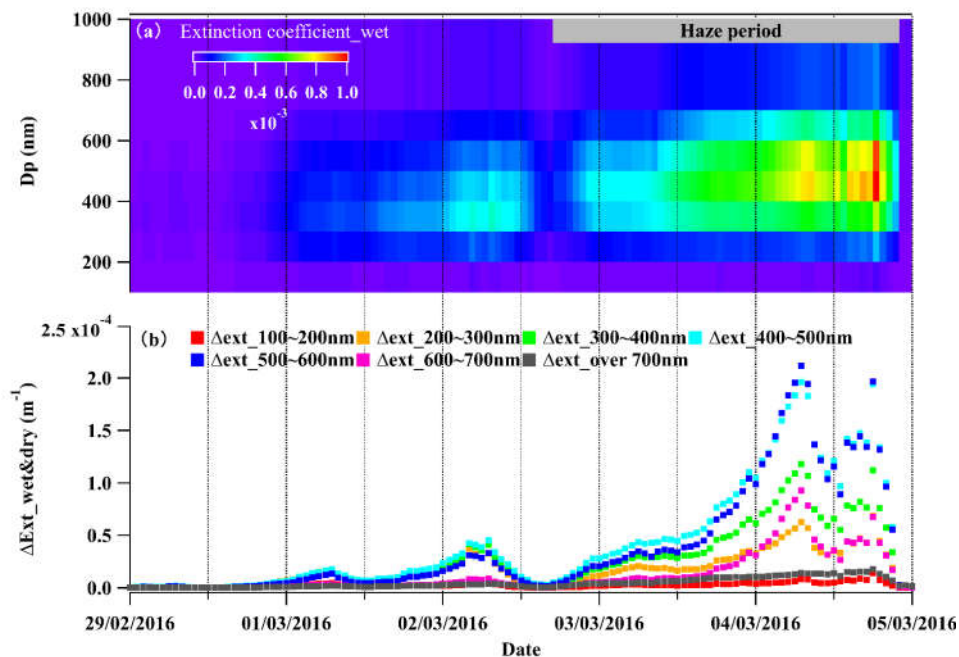 1000
(a) Extinction coefficient_wet
Haze period
0.0 0.2 0.4 0.6 0.8 1.0
x10-3
800
600
400
200
Dp (nm)
2.5 x10-4
(b)
Δext_100~200nm Δext_200~300nm Δext_300~400nm Δext_400~500nm
Δext_500~600nm Δext_600~700nm Δext_over 700nm
2.0
1.5
1.0
0.5
0.0
ΔExt_wet&dry (m-1)
29/02/2016 01/03/2016 02/03/2016 03/03/2016 04/03/2016 05/03/2016
Date